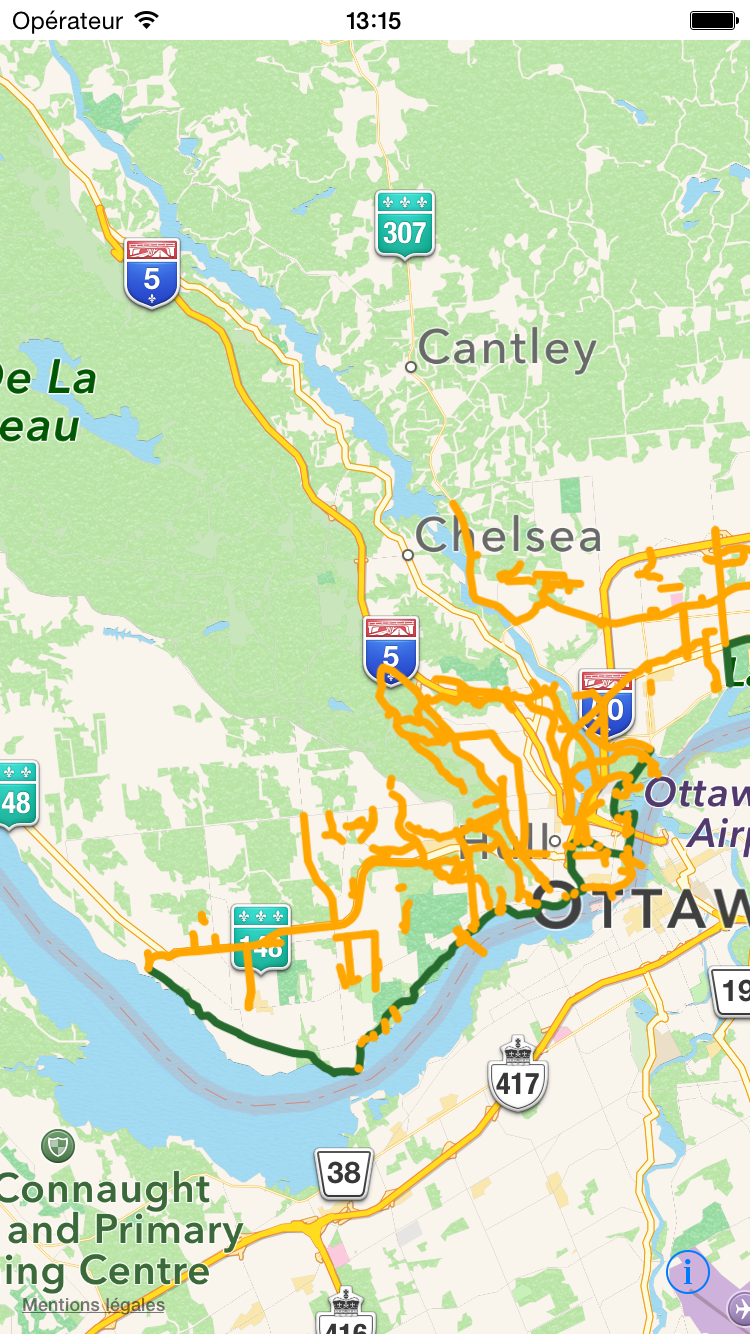 Opérateur 13:15
307
5
Cantley
De La
eau
Chelsea
5
L
48
Ottaw
Airp
Hull
OTTAW
148
19
417
38
Connaught
and Primary
ing Centre
i
Mentions légales
416